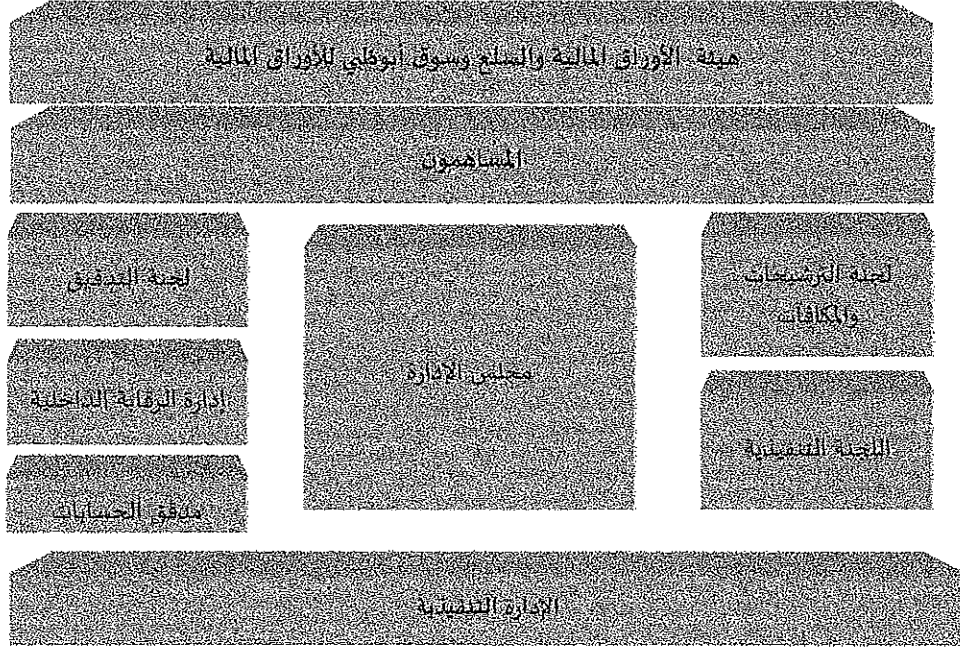 هيئة الأوراق المالية والسلع وسوق أبوظبي للأوراق المالية
المساهمون
لجنة الترشيحات
والمكافآت
مجلس الإدارة
لجنة التدقيق
إدارة الرقابة الداخلية
اللجنة التنفيذية
مدقق الحسابات
الإدارة التنفيذية